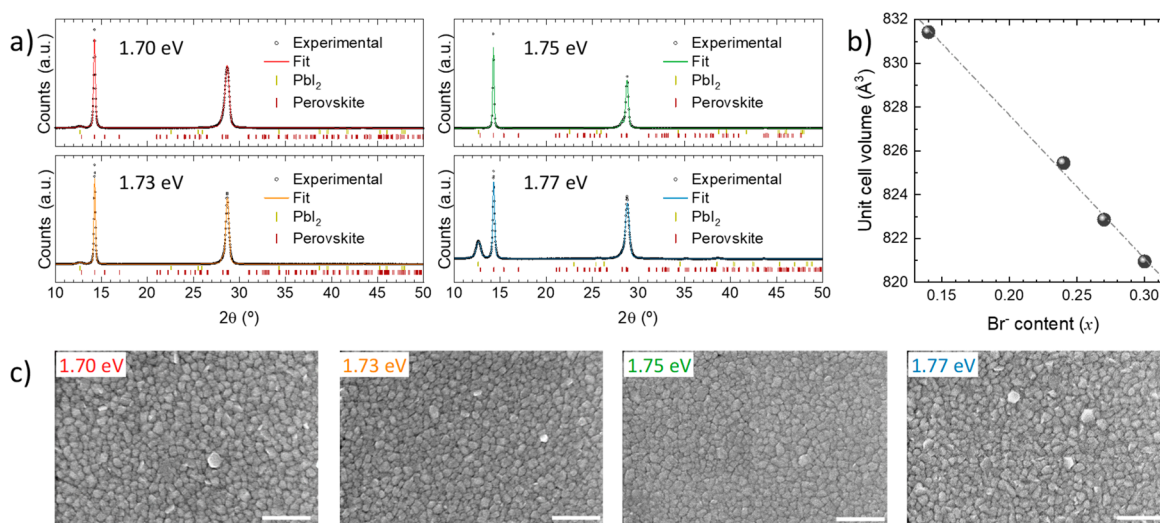 a)
1.70 eV
Counts (a.u.)
Experimental
Fit
PbI₂
Perovskite
1.75 eV
Counts (a.u.)
Experimental
Fit
PbI₂
Perovskite
1.73 eV
Counts (a.u.)
Experimental
Fit
PbI₂
Perovskite
10 15 20 25 30 35 40 45 50
2θ (º)
1.77 eV
Counts (a.u.)
Experimental
Fit
PbI₂
Perovskite
10 15 20 25 30 35 40 45 50
2θ (º)
b)
832
830
828
826
824
822
820
Unit cell volume (Å³)
0.15 0.20 0.25 0.30
Br⁻ content (x)
c)
1.70 eV
1.73 eV
1.75 eV
1.77 eV